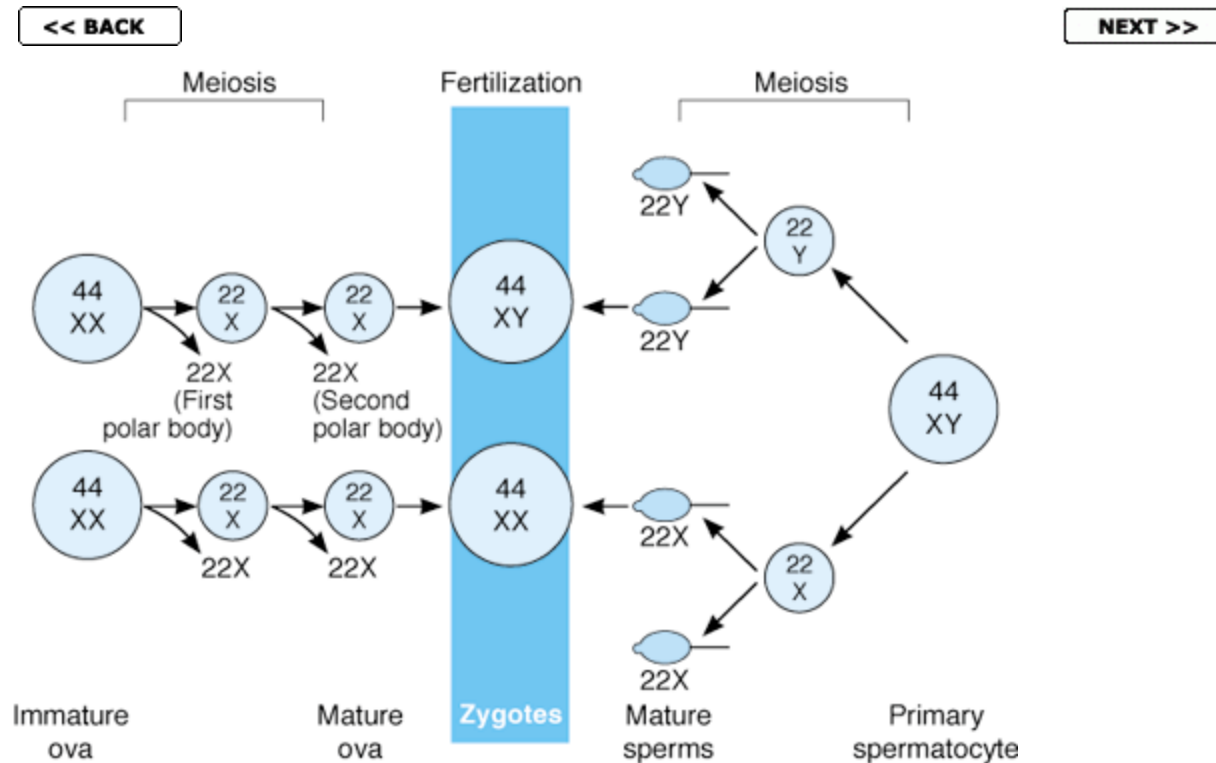 << BACK
NEXT >>
Meiosis
Fertilization
Meiosis
22Y
22
Y
44
XX
22
X
22
X
44
XY
22Y
22X
(First
polar body)
22X
(Second
polar body)
44
XY
44
XX
22
X
22
X
44
XX
22X
22X
22X
22
X
22X
Immature
ova
Mature
ova
Zygotes
Mature
sperms
Primary
spermatocyte